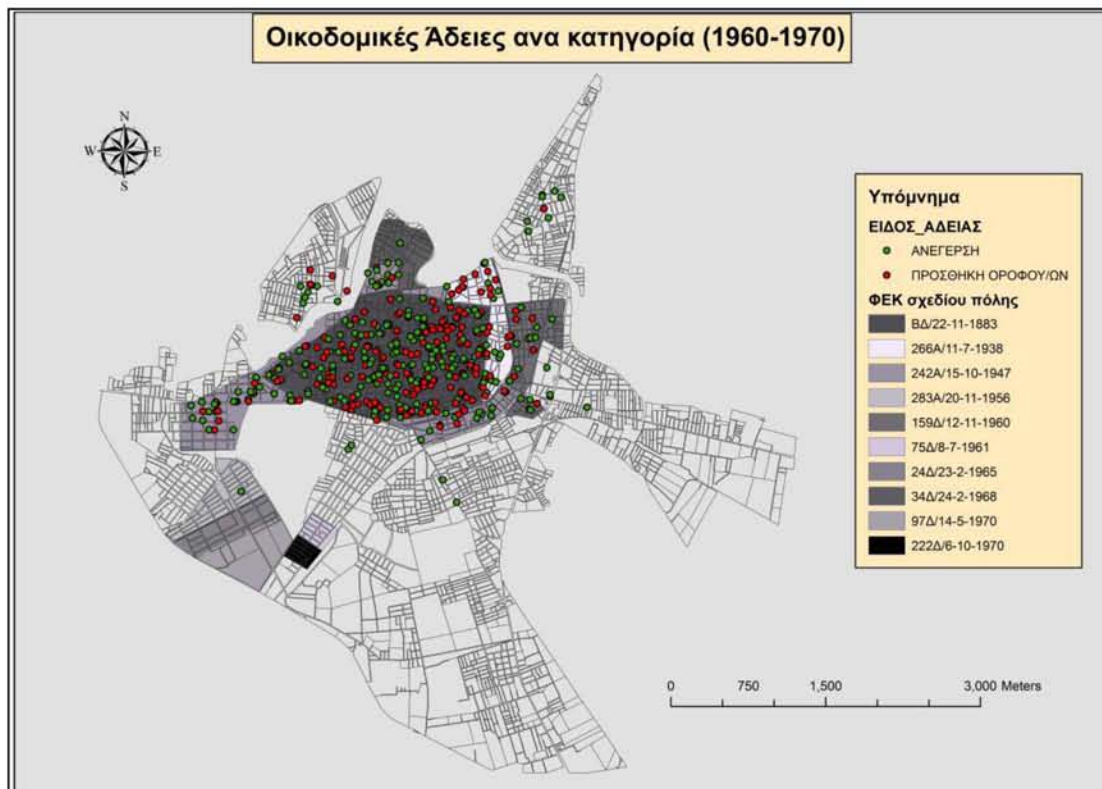 Οικοδομικές Άδειες ανα κατηγορία (1960-1970)
N
W E
S
Υπόμνημα
ΕΙΔΟΣ_ΑΔΕΙΑΣ
ΑΝΕΓΕΡΣΗ
ΠΡΟΣΘΗΚΗ ΟΡΟΦΟΥ/ΩΝ
ΦΕΚ σχεδίου πόλης
ΒΔ/22-11-1883
266Α/11-7-1938
242Α/15-10-1947
283Α/20-11-1956
159Δ/12-11-1960
75Δ/8-7-1961
24Δ/23-2-1965
34Δ/24-2-1968
97Δ/14-5-1970
222Δ/6-10-1970
0 750 1,500 3,000 Meters